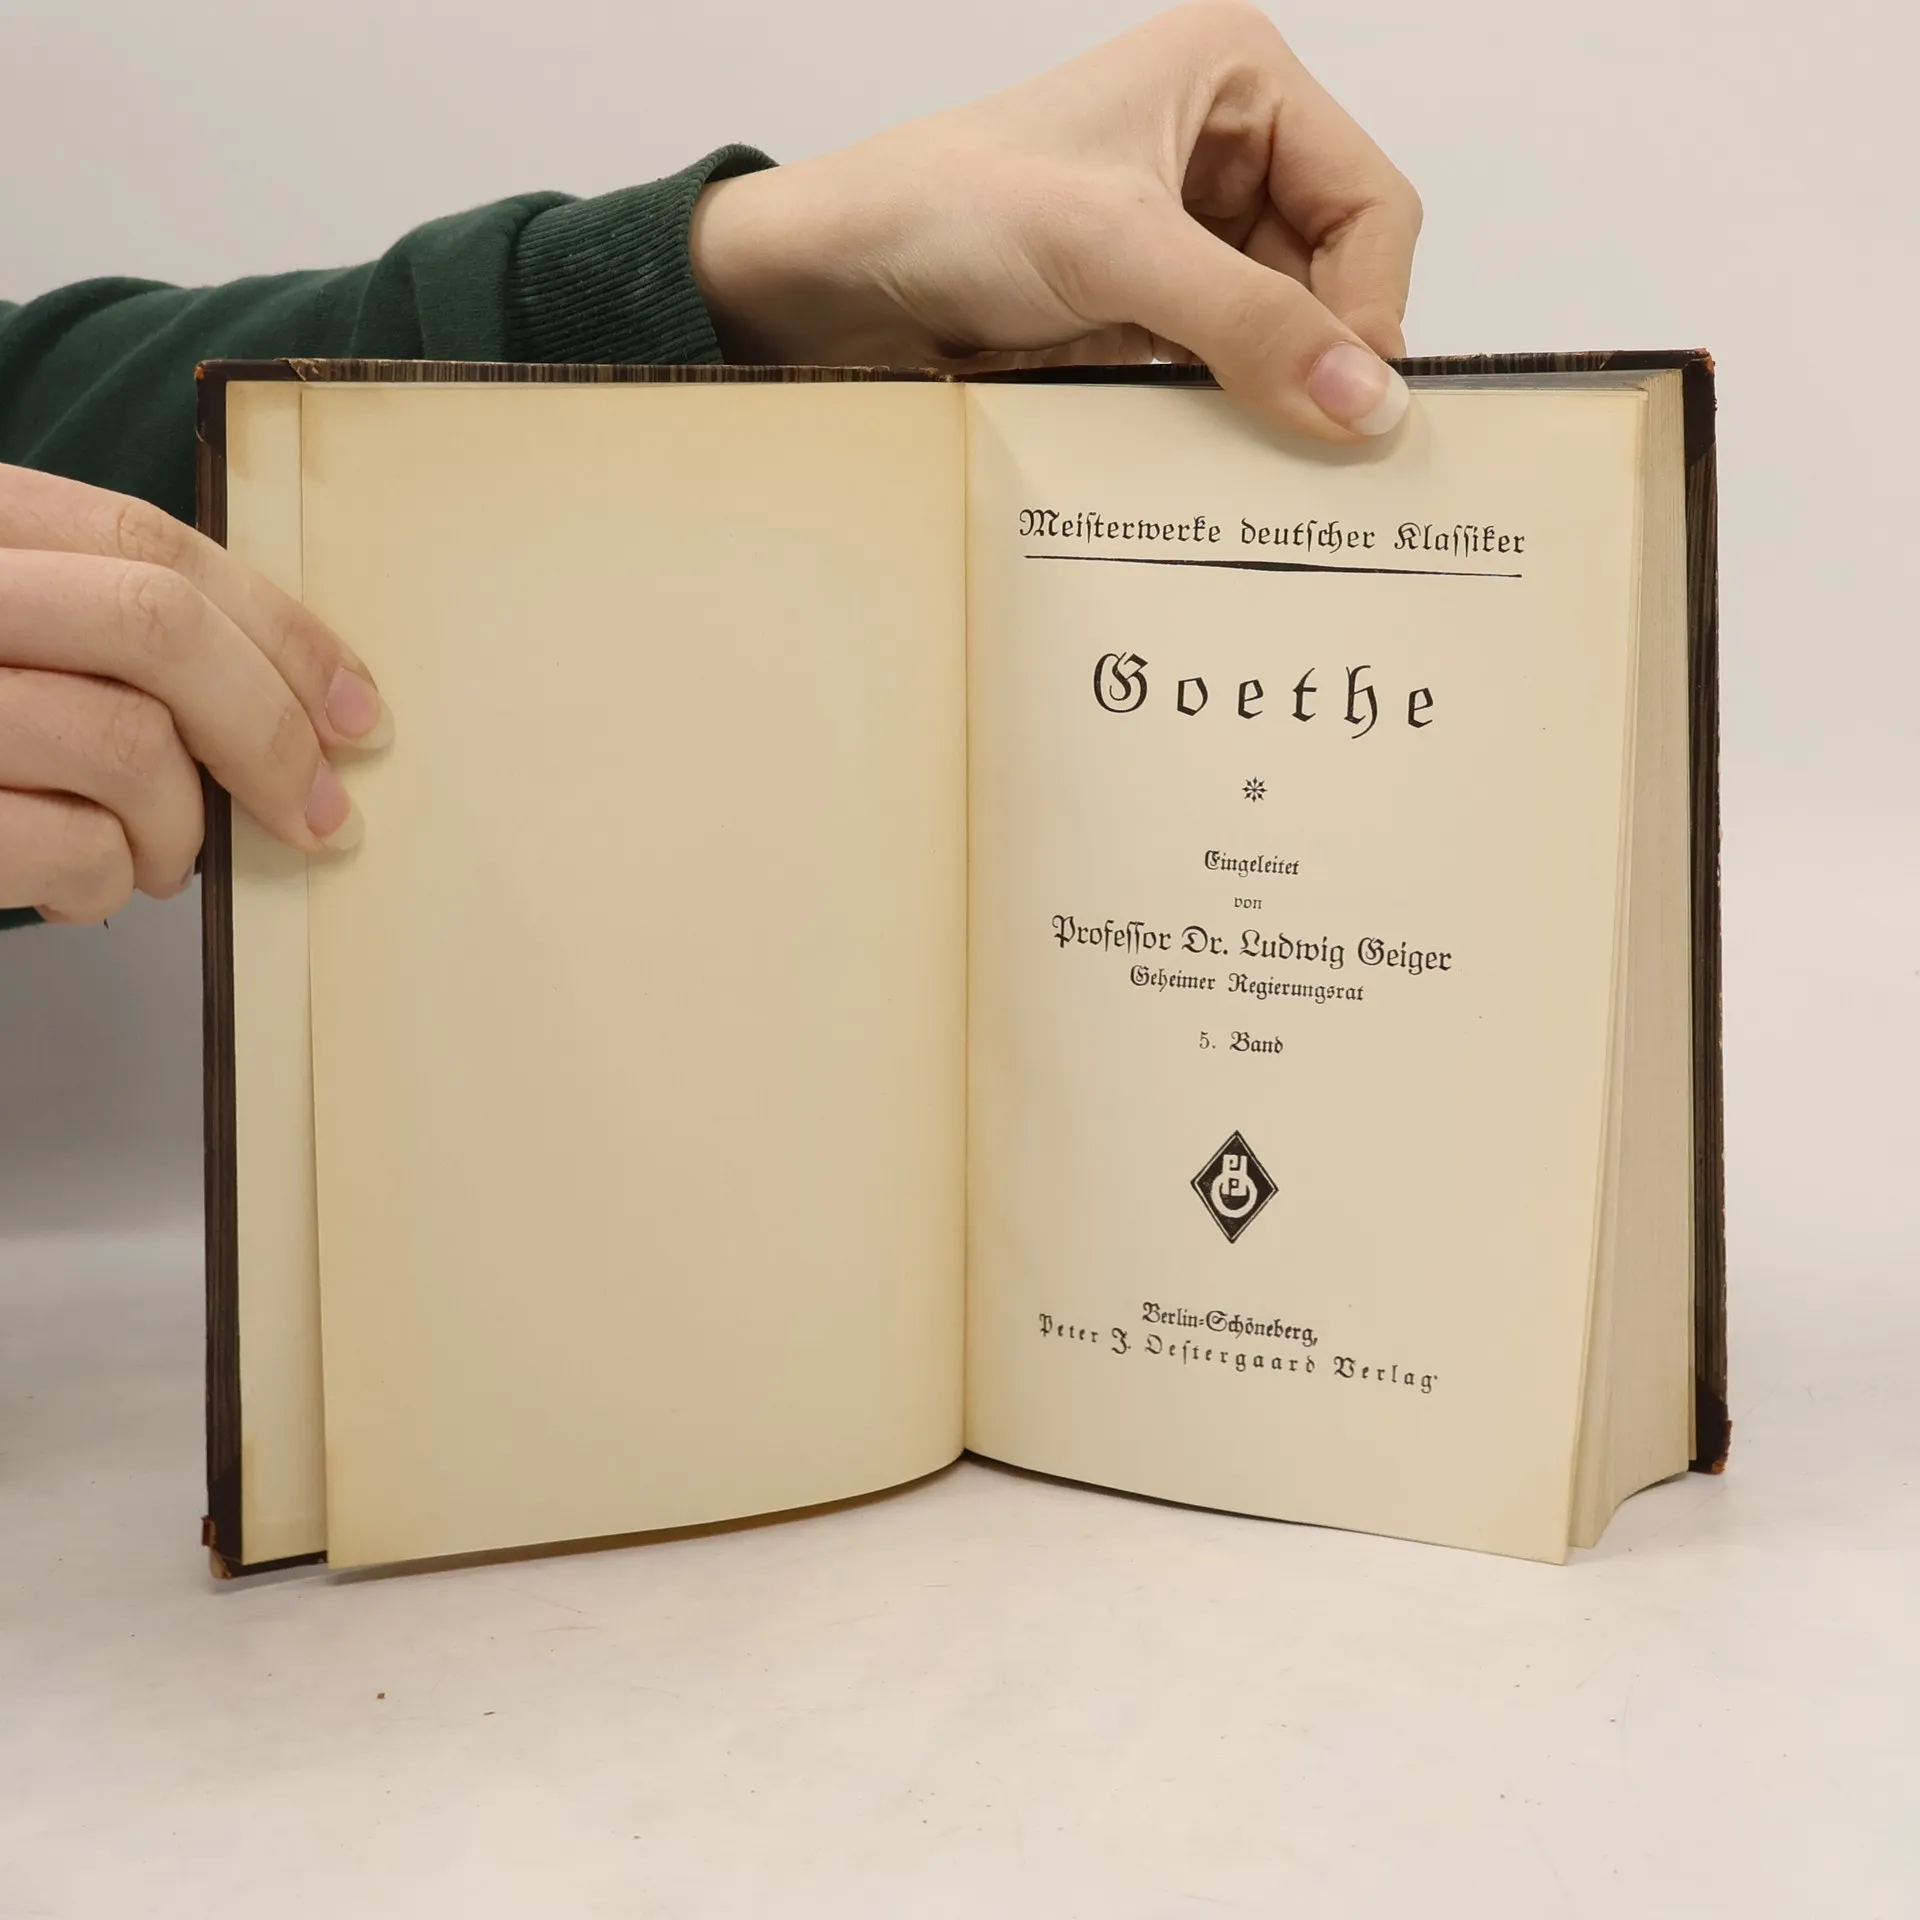 Meiſterwerke deutſcher Klaſſiker
Goethe
Eingeleitet
von
Profeſſor Dr. Ludwig Geiger
Geheimer Regierungsrat
5. Band
Berlin-Schöneberg,
Peter J. Oeſtergaard Verlag